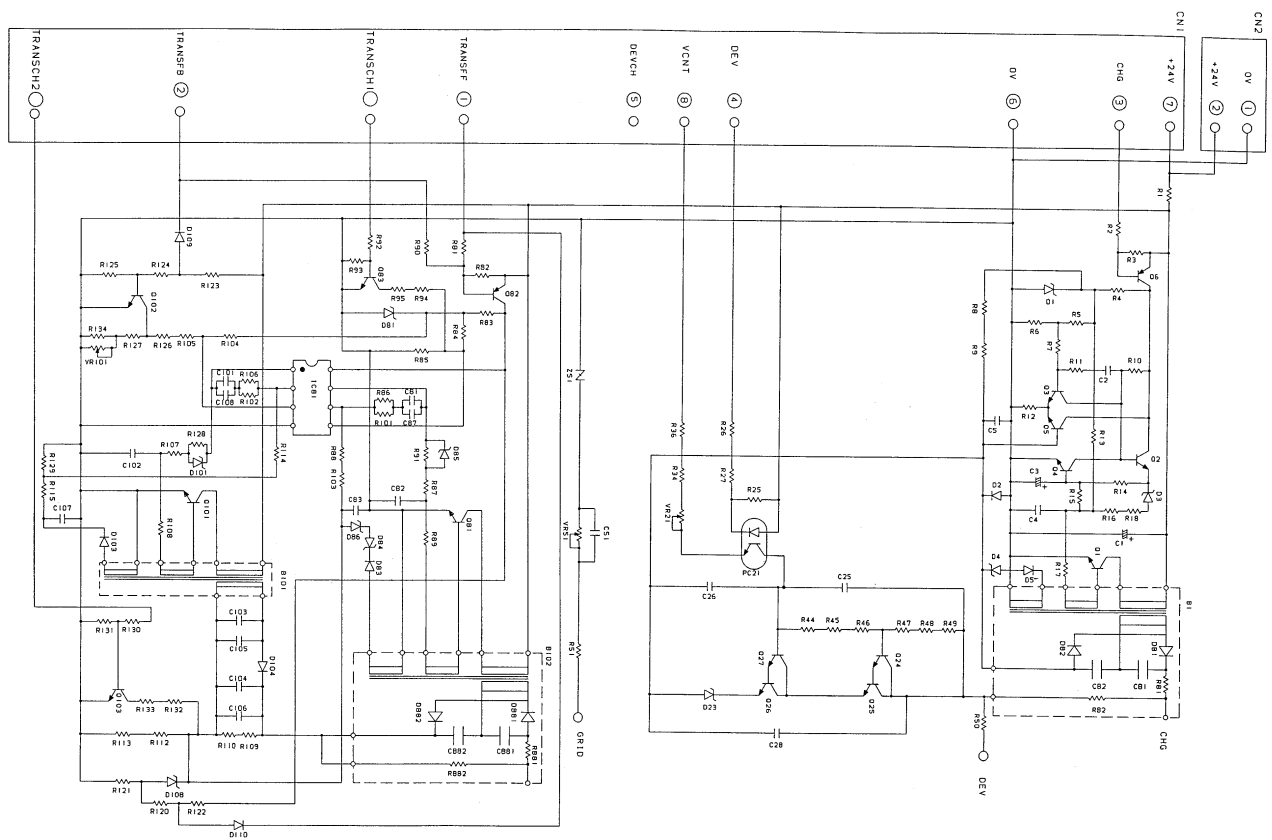 CN2
0V ①
+24V ②
CN1
+24V ⑦
CHG ③
0V ⑥
DEV ④
VCNT ⑧
DEVCH ⑤
TRANSFF ①
TRANSCH1
TRANSFB ②
TRANSCH2
R1
R2
R3
Q6
D1
R4
R8
R9
R6
R5
R7
R11
C2
R10
Q3
R12
Q5
C5
R13
Q4
Q2
C3
+
R15
R14
D3
D2
C4
R16
R18
C1
+
D4
D5
R17
Q1
B1
DB2
DB1
CB2
CB1
RB1
RB2
CHG
R50
DEV
R36
R26
R34
R27
R25
VR21
PC21
C26
C25
R44
R45
R46
R47
R48
R49
Q27
Q24
D23
Q26
Q25
C28
ZS1
VR51
C51
R51
GRID
R92
R90
R81
R93
Q83
R82
Q82
R95
R94
D81
R83
R84
R85
D109
R125
R124
R123
R134
VR101
R127
R126
R105
R104
C101
R106
C108
R102
IC81
R86
C81
R101
C87
R128
R107
D101
C102
R114
R129
R115
C107
Q101
R108
D103
R88
R103
R91
D85
R87
C82
C83
D86
D84
D83
R89
Q81
B101
B102
C103
C105
C104
C106
D104
R131
R130
Q103
R133
R132
R113
R112
R110
R109
DBB2
DBB1
CBB2
CBB1
RBB1
RBB2
R121
D108
R120
R122
D110